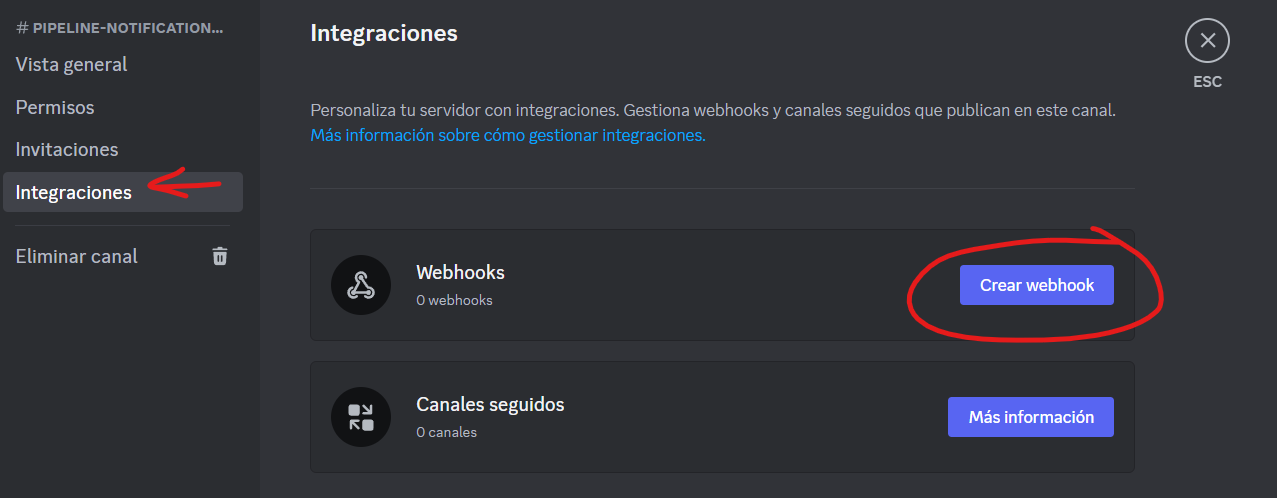 # PIPELINE-NOTIFICATION...
Vista general
Permisos
Invitaciones
Integraciones
Eliminar canal
Integraciones
ESC
Personaliza tu servidor con integraciones. Gestiona webhooks y canales seguidos que publican en este canal.
Más información sobre cómo gestionar integraciones.
Webhooks
0 webhooks
Crear webhook
Canales seguidos
0 canales
Más información